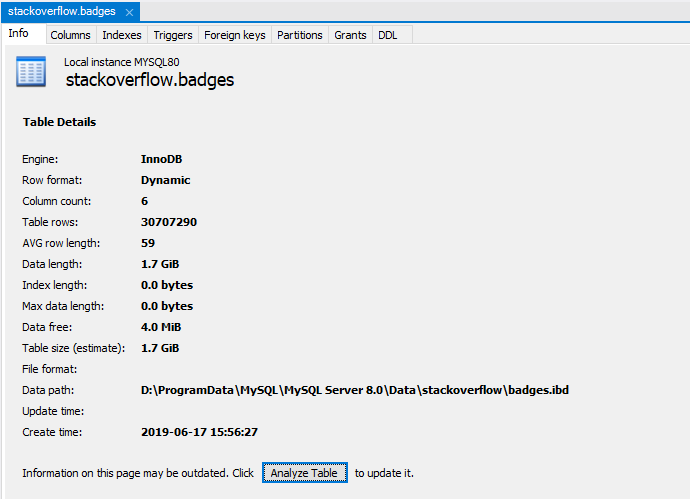 stackoverflow.badges ×
Info Columns Indexes Triggers Foreign keys Partitions Grants DDL
Local instance MYSQL80
stackoverflow.badges
Table Details
Engine: InnoDB
Row format: Dynamic
Column count: 6
Table rows: 30707290
AVG row length: 59
Data length: 1.7 GiB
Index length: 0.0 bytes
Max data length: 0.0 bytes
Data free: 4.0 MiB
Table size (estimate): 1.7 GiB
File format:
Data path: D:\ProgramData\MySQL\MySQL Server 8.0\Data\stackoverflow\badges.ibd
Update time:
Create time: 2019-06-17 15:56:27
Information on this page may be outdated. Click Analyze Table to update it.